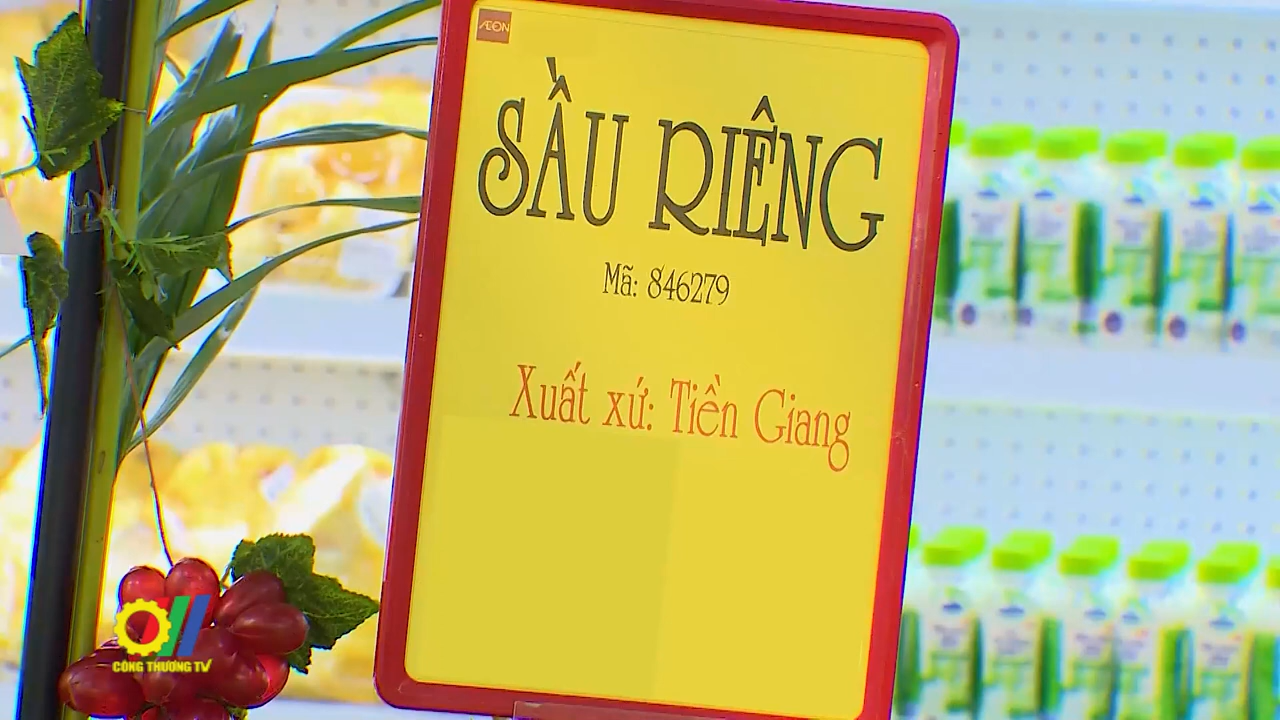 ÆON
SẦU RIÊNG
Mã: 846279
Xuất xứ: Tiền Giang
CÔNG THƯƠNG TV